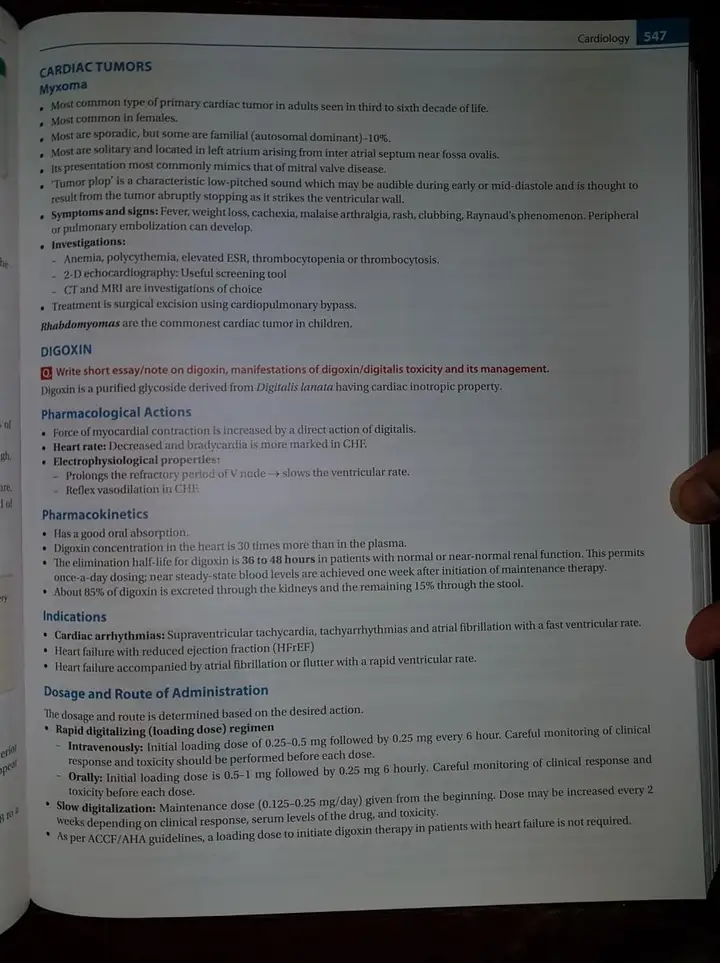 Cardiology 547
CARDIAC TUMORS
Myxoma
• Most common type of primary cardiac tumor in adults seen in third to sixth decade of life.
• Most common in females.
• Most are sporadic, but some are familial (autosomal dominant)-10%.
• Most are solitary and located in left atrium arising from inter atrial septum near fossa ovalis.
• Its presentation most commonly mimics that of mitral valve disease.
• 'Tumor plop' is a characteristic low-pitched sound which may be audible during early or mid-diastole and is thought to
result from the tumor abruptly stopping as it strikes the ventricular wall.
• Symptoms and signs: Fever, weight loss, cachexia, malaise arthralgia, rash, clubbing, Raynaud's phenomenon. Peripheral
or pulmonary embolization can develop.
• Investigations:
– Anemia, polycythemia, elevated ESR, thrombocytopenia or thrombocytosis.
– 2-D echocardiography: Useful screening tool
– CT and MRI are investigations of choice
• Treatment is surgical excision using cardiopulmonary bypass.
Rhabdomyomas are the commonest cardiac tumor in children.
DIGOXIN
Q. Write short essay/note on digoxin, manifestations of digoxin/digitalis toxicity and its management.
Digoxin is a purified glycoside derived from Digitalis lanata having cardiac inotropic property.
Pharmacological Actions
• Force of myocardial contraction is increased by a direct action of digitalis.
• Heart rate: Decreased and bradycardia is more marked in CHF.
• Electrophysiological properties:
– Prolongs the refractory period of V node → slows the ventricular rate.
– Reflex vasodilation in CHF.
Pharmacokinetics
• Has a good oral absorption.
• Digoxin concentration in the heart is 30 times more than in the plasma.
• The elimination half-life for digoxin is 36 to 48 hours in patients with normal or near-normal renal function. This permits
once-a-day dosing; near steady-state blood levels are achieved one week after initiation of maintenance therapy.
• About 85% of digoxin is excreted through the kidneys and the remaining 15% through the stool.
Indications
• Cardiac arrhythmias: Supraventricular tachycardia, tachyarrhythmias and atrial fibrillation with a fast ventricular rate.
• Heart failure with reduced ejection fraction (HFrEF)
• Heart failure accompanied by atrial fibrillation or flutter with a rapid ventricular rate.
Dosage and Route of Administration
The dosage and route is determined based on the desired action.
• Rapid digitalizing (loading dose) regimen
– Intravenously: Initial loading dose of 0.25–0.5 mg followed by 0.25 mg every 6 hour. Careful monitoring of clinical
response and toxicity should be performed before each dose.
– Orally: Initial loading dose is 0.5–1 mg followed by 0.25 mg 6 hourly. Careful monitoring of clinical response and
toxicity before each dose.
• Slow digitalization: Maintenance dose (0.125–0.25 mg/day) given from the beginning. Dose may be increased every 2
weeks depending on clinical response, serum levels of the drug, and toxicity.
• As per ACCF/AHA guidelines, a loading dose to initiate digoxin therapy in patients with heart failure is not required.